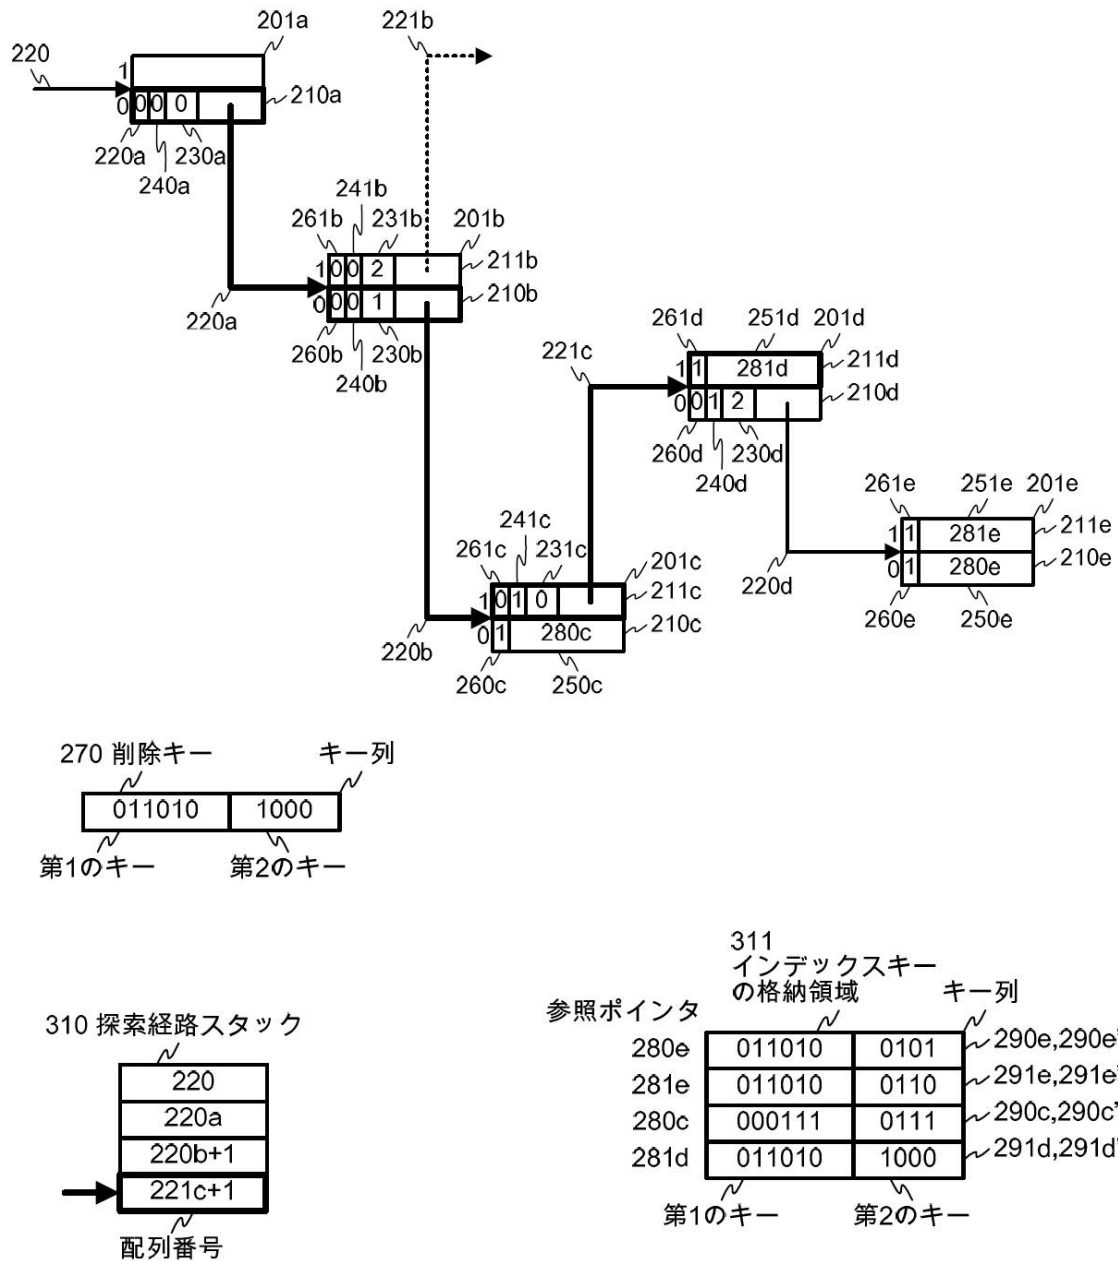 201a
221b
220
1
210a
0 0 0 0
220a 230a
240a
241b
261b 231b 201b
1 0 0 2 211b
0 0 0 1 210b
220a
260b 230b
240b
251d
261d 201d
221c
1 1 281d 211d
0 0 1 2 210d
260d 230d
240d
251e
261e 201e
1 1 281e 211e
0 1 280e 210e
220d
260e 250e
241c
261c 231c 201c
1 0 1 0 211c
0 1 280c 210c
220b
260c 250c
270 削除キー キー列
011010 1000
第1のキー 第2のキー
310 探索経路スタック
220
220a
220b+1
221c+1
配列番号
311
インデックスキー
の格納領域 キー列
参照ポインタ
280e 011010 0101 290e,290e'
281e 011010 0110 291e,291e'
280c 000111 0111 290c,290c'
281d 011010 1000 291d,291d'
第1のキー 第2のキー